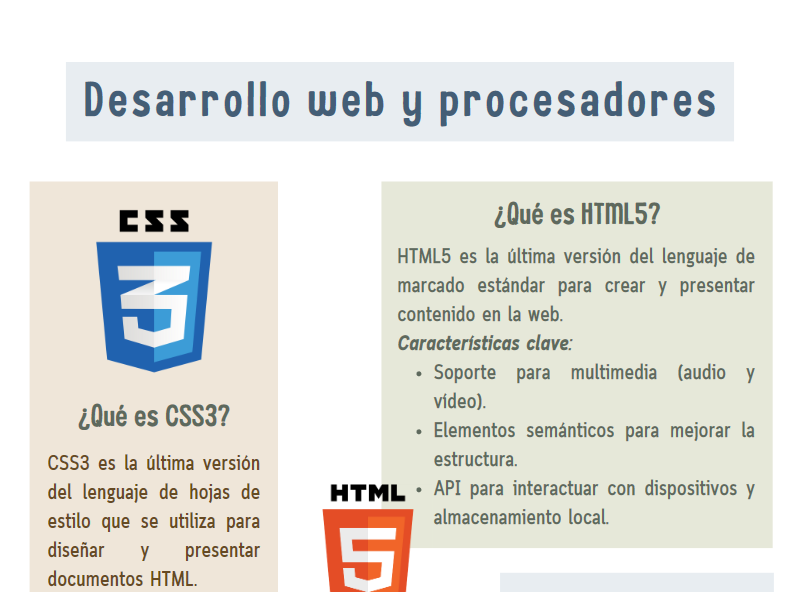 Desarrollo web y procesadores
CSS
3
¿Qué es CSS3?
CSS3 es la última versión
del lenguaje de hojas de
estilo que se utiliza para
diseñar y presentar
documentos HTML.
¿Qué es HTML5?
HTML5 es la última versión del lenguaje de
marcado estándar para crear y presentar
contenido en la web.
Características clave:
• Soporte para multimedia (audio y
vídeo).
• Elementos semánticos para mejorar la
estructura.
• API para interactuar con dispositivos y
almacenamiento local.
HTML
5